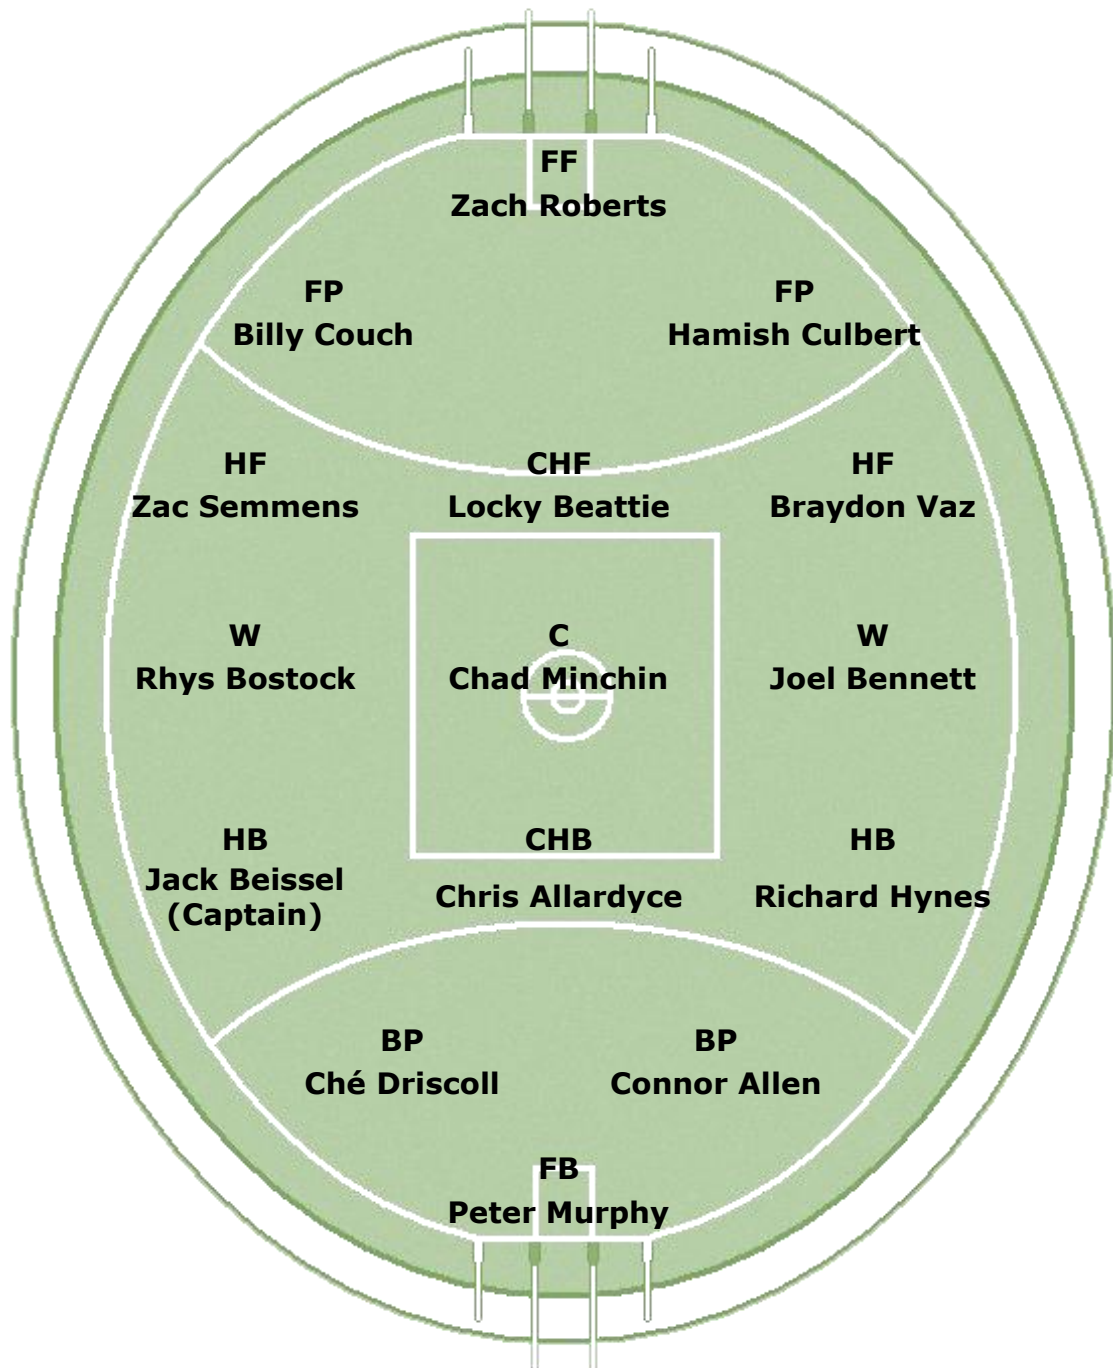 FF
Zach Roberts
FP
Billy Couch
FP
Hamish Culbert
HF
Zac Semmens
CHF
Locky Beattie
HF
Braydon Vaz
W
Rhys Bostock
C
Chad Minchin
W
Joel Bennett
HB
Jack Beissel
(Captain)
CHB
Chris Allardyce
HB
Richard Hynes
BP
Ché Driscoll
BP
Connor Allen
FB
Peter Murphy